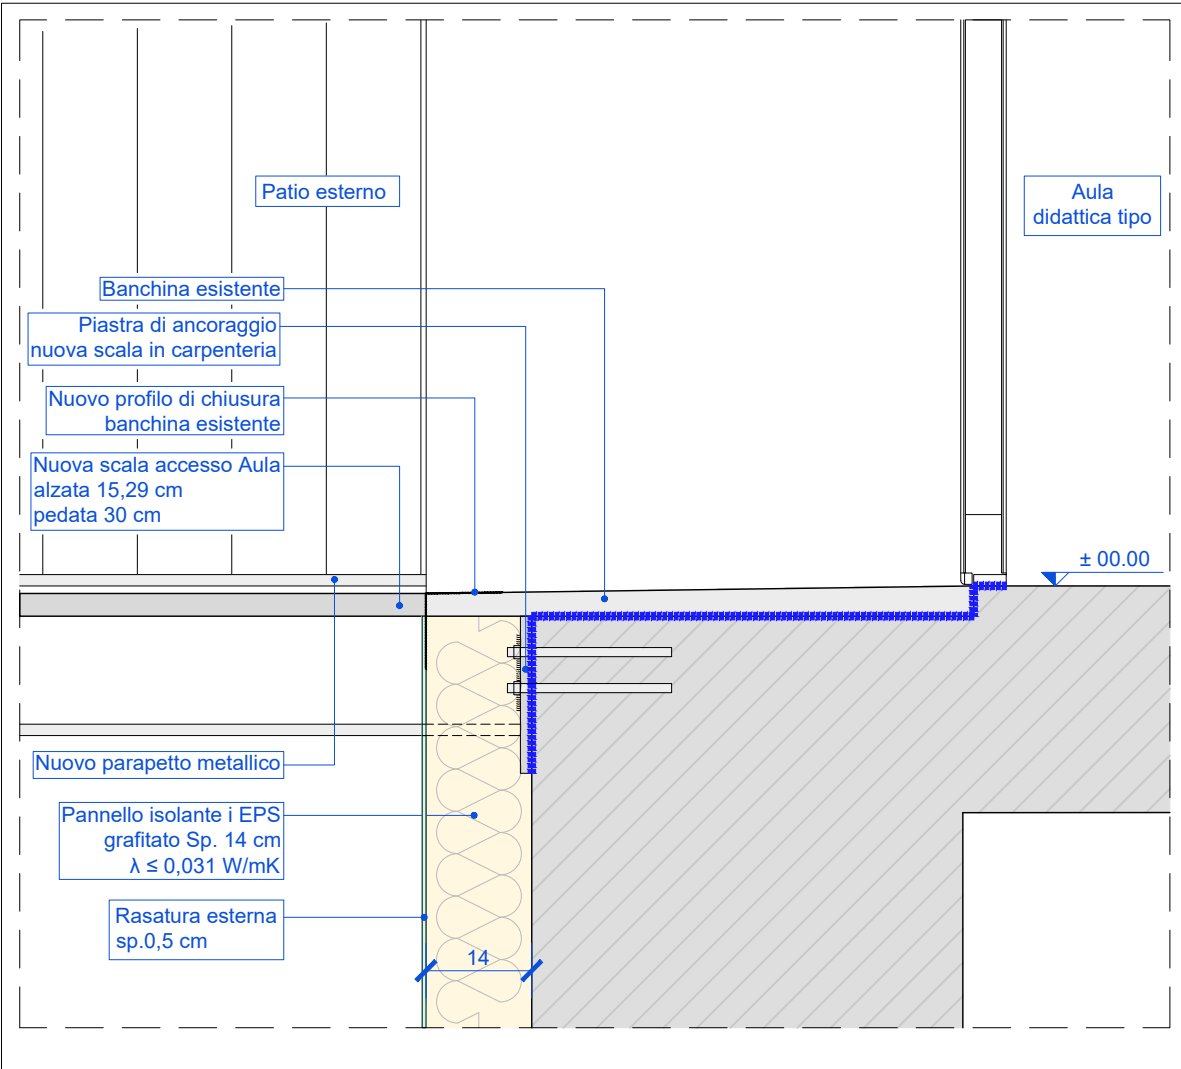 Patio esterno
Aula
didattica tipo
Banchina esistente
Piastra di ancoraggio
nuova scala in carpenteria
Nuovo profilo di chiusura
banchina esistente
Nuova scala accesso Aula
alzata 15,29 cm
pedata 30 cm
± 00.00
Nuovo parapetto metallico
Pannello isolante i EPS
grafitato Sp. 14 cm
λ ≤ 0,031 W/mK
Rasatura esterna
sp.0,5 cm
14